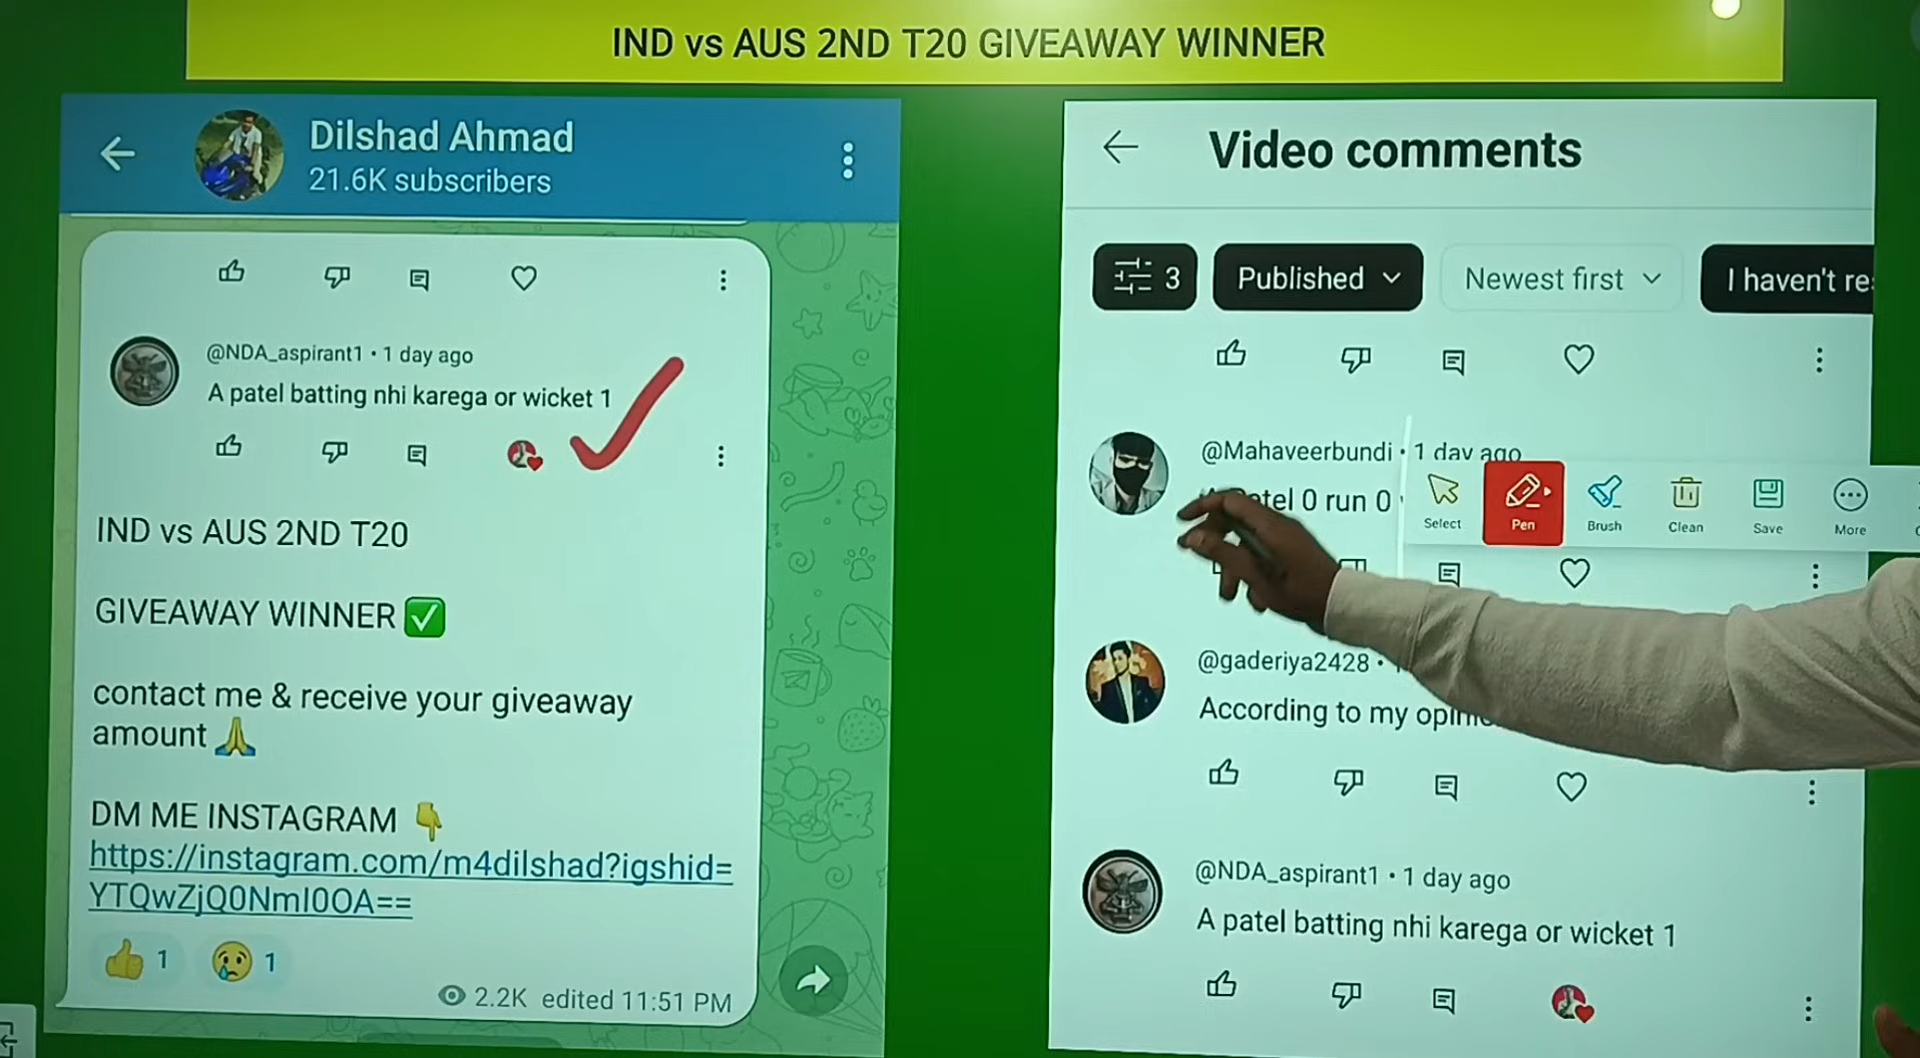 IND vs AUS 2ND T20 GIVEAWAY WINNER
Dilshad Ahmad
21.6K subscribers
@NDA_aspirant1 • 1 day ago
A patel batting nhi karega or wicket 1
IND vs AUS 2ND T20
GIVEAWAY WINNER ✅
contact me & receive your giveaway
amount 🙏
DM ME INSTAGRAM 👇
https://instagram.com/m4dilshad?igshid=
YTQwZjQ0NmI0OA==
👍 1 😢 1
2.2K edited 11:51 PM
Video comments
3 Published Newest first I haven't re
@Mahaveerbundi • 1 day ago
0 run 0
Select Pen Brush Clean Save More
@gaderiya2428 •
According to my
@NDA_aspirant1 • 1 day ago
A patel batting nhi karega or wicket 1